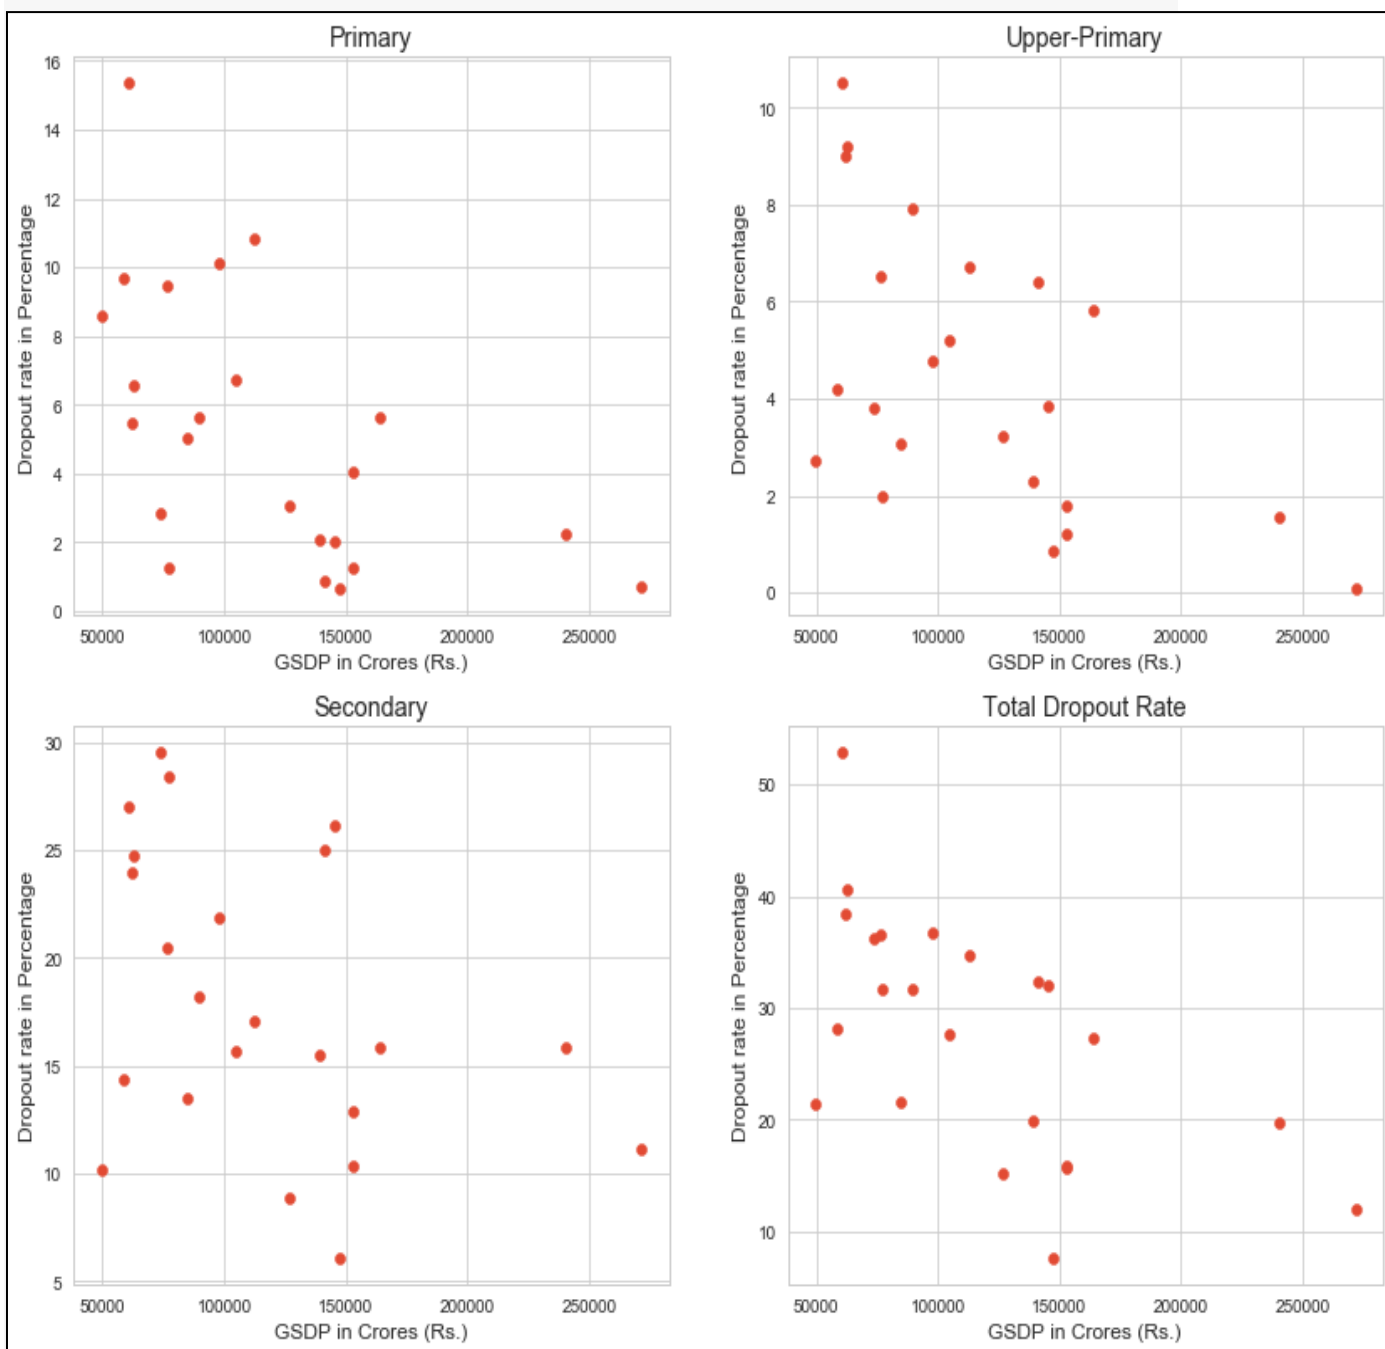 Primary
Dropout rate in Percentage
16
14
12
10
8
6
4
2
0
50000 100000 150000 200000 250000
GSDP in Crores (Rs.)
Upper-Primary
Dropout rate in Percentage
10
8
6
4
2
0
50000 100000 150000 200000 250000
GSDP in Crores (Rs.)
Secondary
Dropout rate in Percentage
30
25
20
15
10
5
50000 100000 150000 200000 250000
GSDP in Crores (Rs.)
Total Dropout Rate
Dropout rate in Percentage
50
40
30
20
10
50000 100000 150000 200000 250000
GSDP in Crores (Rs.)